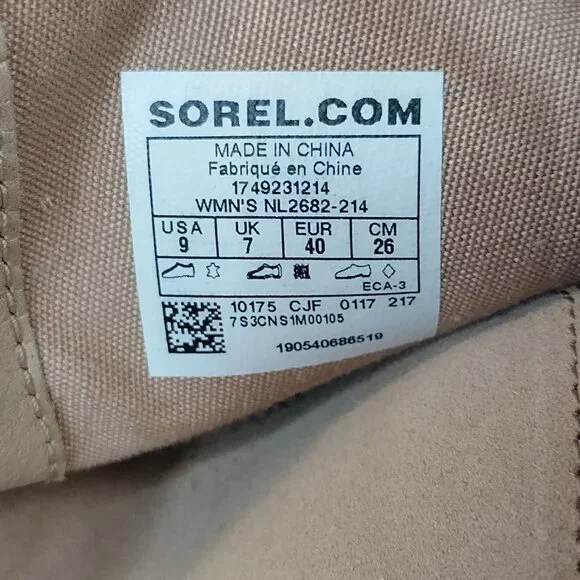 SOREL.COM
MADE IN CHINA
Fabriqué en Chine
1749231214
WMN'S NL2682-214
USA UK EUR CM
9 7 40 26
ECA-3
10175 CJF 0117 217
7S3CNS1M00105
190540686519